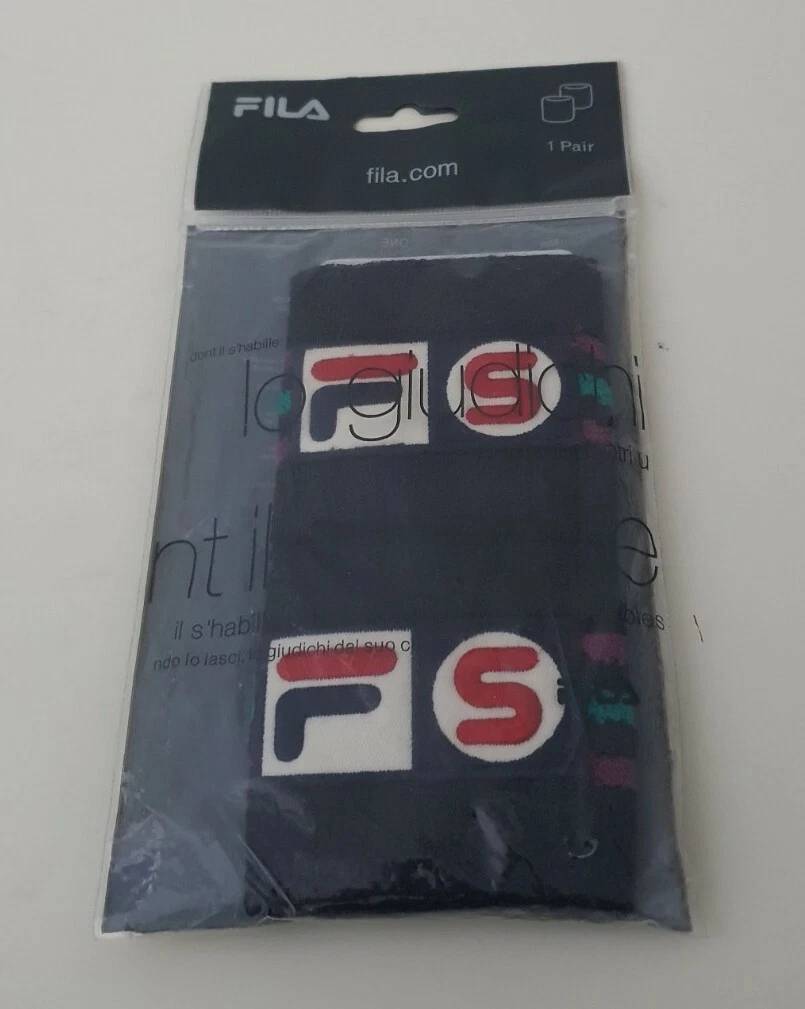 FILA
1 Pair
fila.com
ONE
dont il s'habille
lo giudichi
F S
nt il
e
il s'habil
giudichi dal suo c
ndo lo lasci,
F S